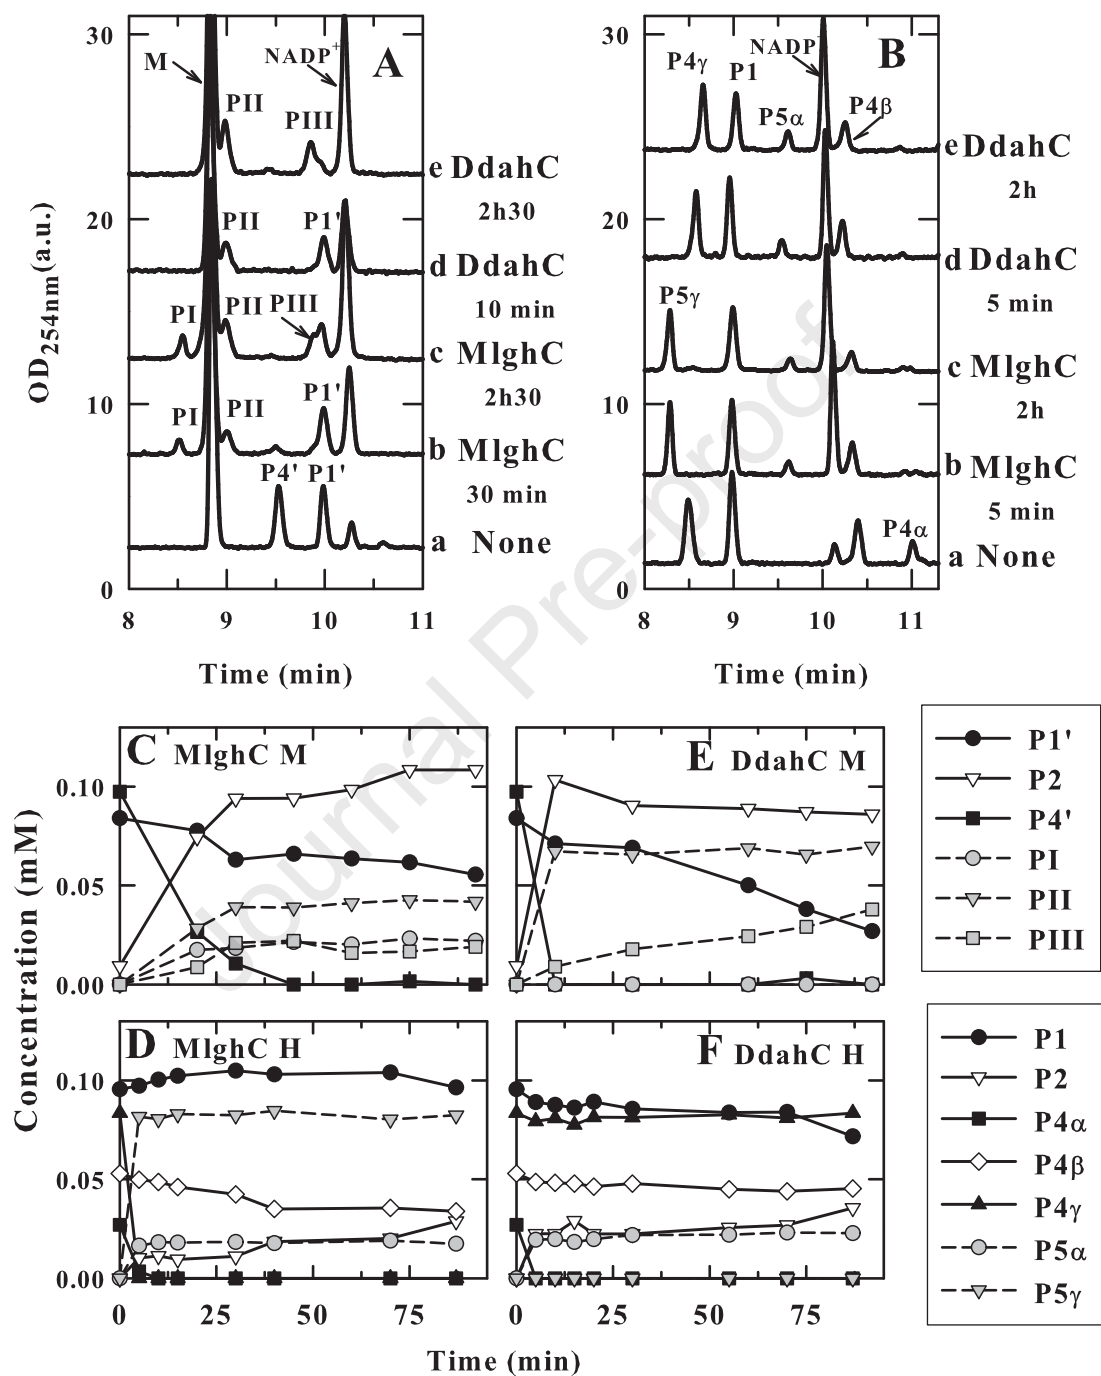 30
20
10
0
OD254nm(a.u.)
A
M
NADP+
PII
PIII
e DdahC
2h30
PII
P1'
d DdahC
10 min
PI
PII
PIII
c MlghC
2h30
PI
PII
P1'
b MlghC
30 min
P4'
P1'
a None
8 9 10 11
Time (min)
30
20
10
0
B
P4γ
P1
NADP
P5α
P4β
e DdahC
2h
d DdahC
5 min
P5γ
c MlghC
2h
b MlghC
5 min
P4α
a None
8 9 10 11
Time (min)
Journal Pre-proof
Concentration (mM)
C MlghC M
0.10
0.05
0.00
E DdahC M
P1'
P2
P4'
PI
PII
PIII
D MlghC H
0.10
0.05
0.00
0 25 50 75
F DdahC H
0 25 50 75
Time (min)
P1
P2
P4α
P4β
P4γ
P5α
P5γ